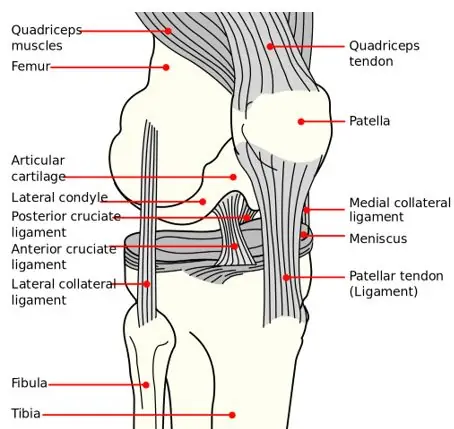 Quadriceps
muscles
Femur
Articular
cartilage
Lateral condyle
Posterior cruciate
ligament
Anterior cruciate
ligament
Lateral collateral
ligament
Fibula
Tibia
Quadriceps
tendon
Patella
Medial collateral
ligament
Meniscus
Patellar tendon
(Ligament)